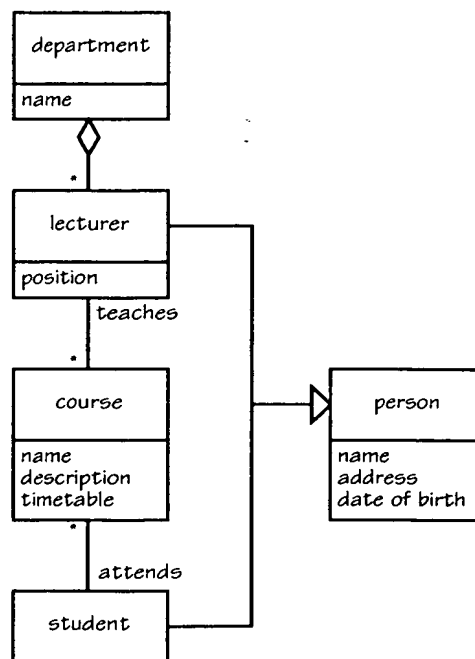 department
name
*
lecturer
position
teaches
*
course
name
description
timetable
*
attends
student
person
name
address
date of birth